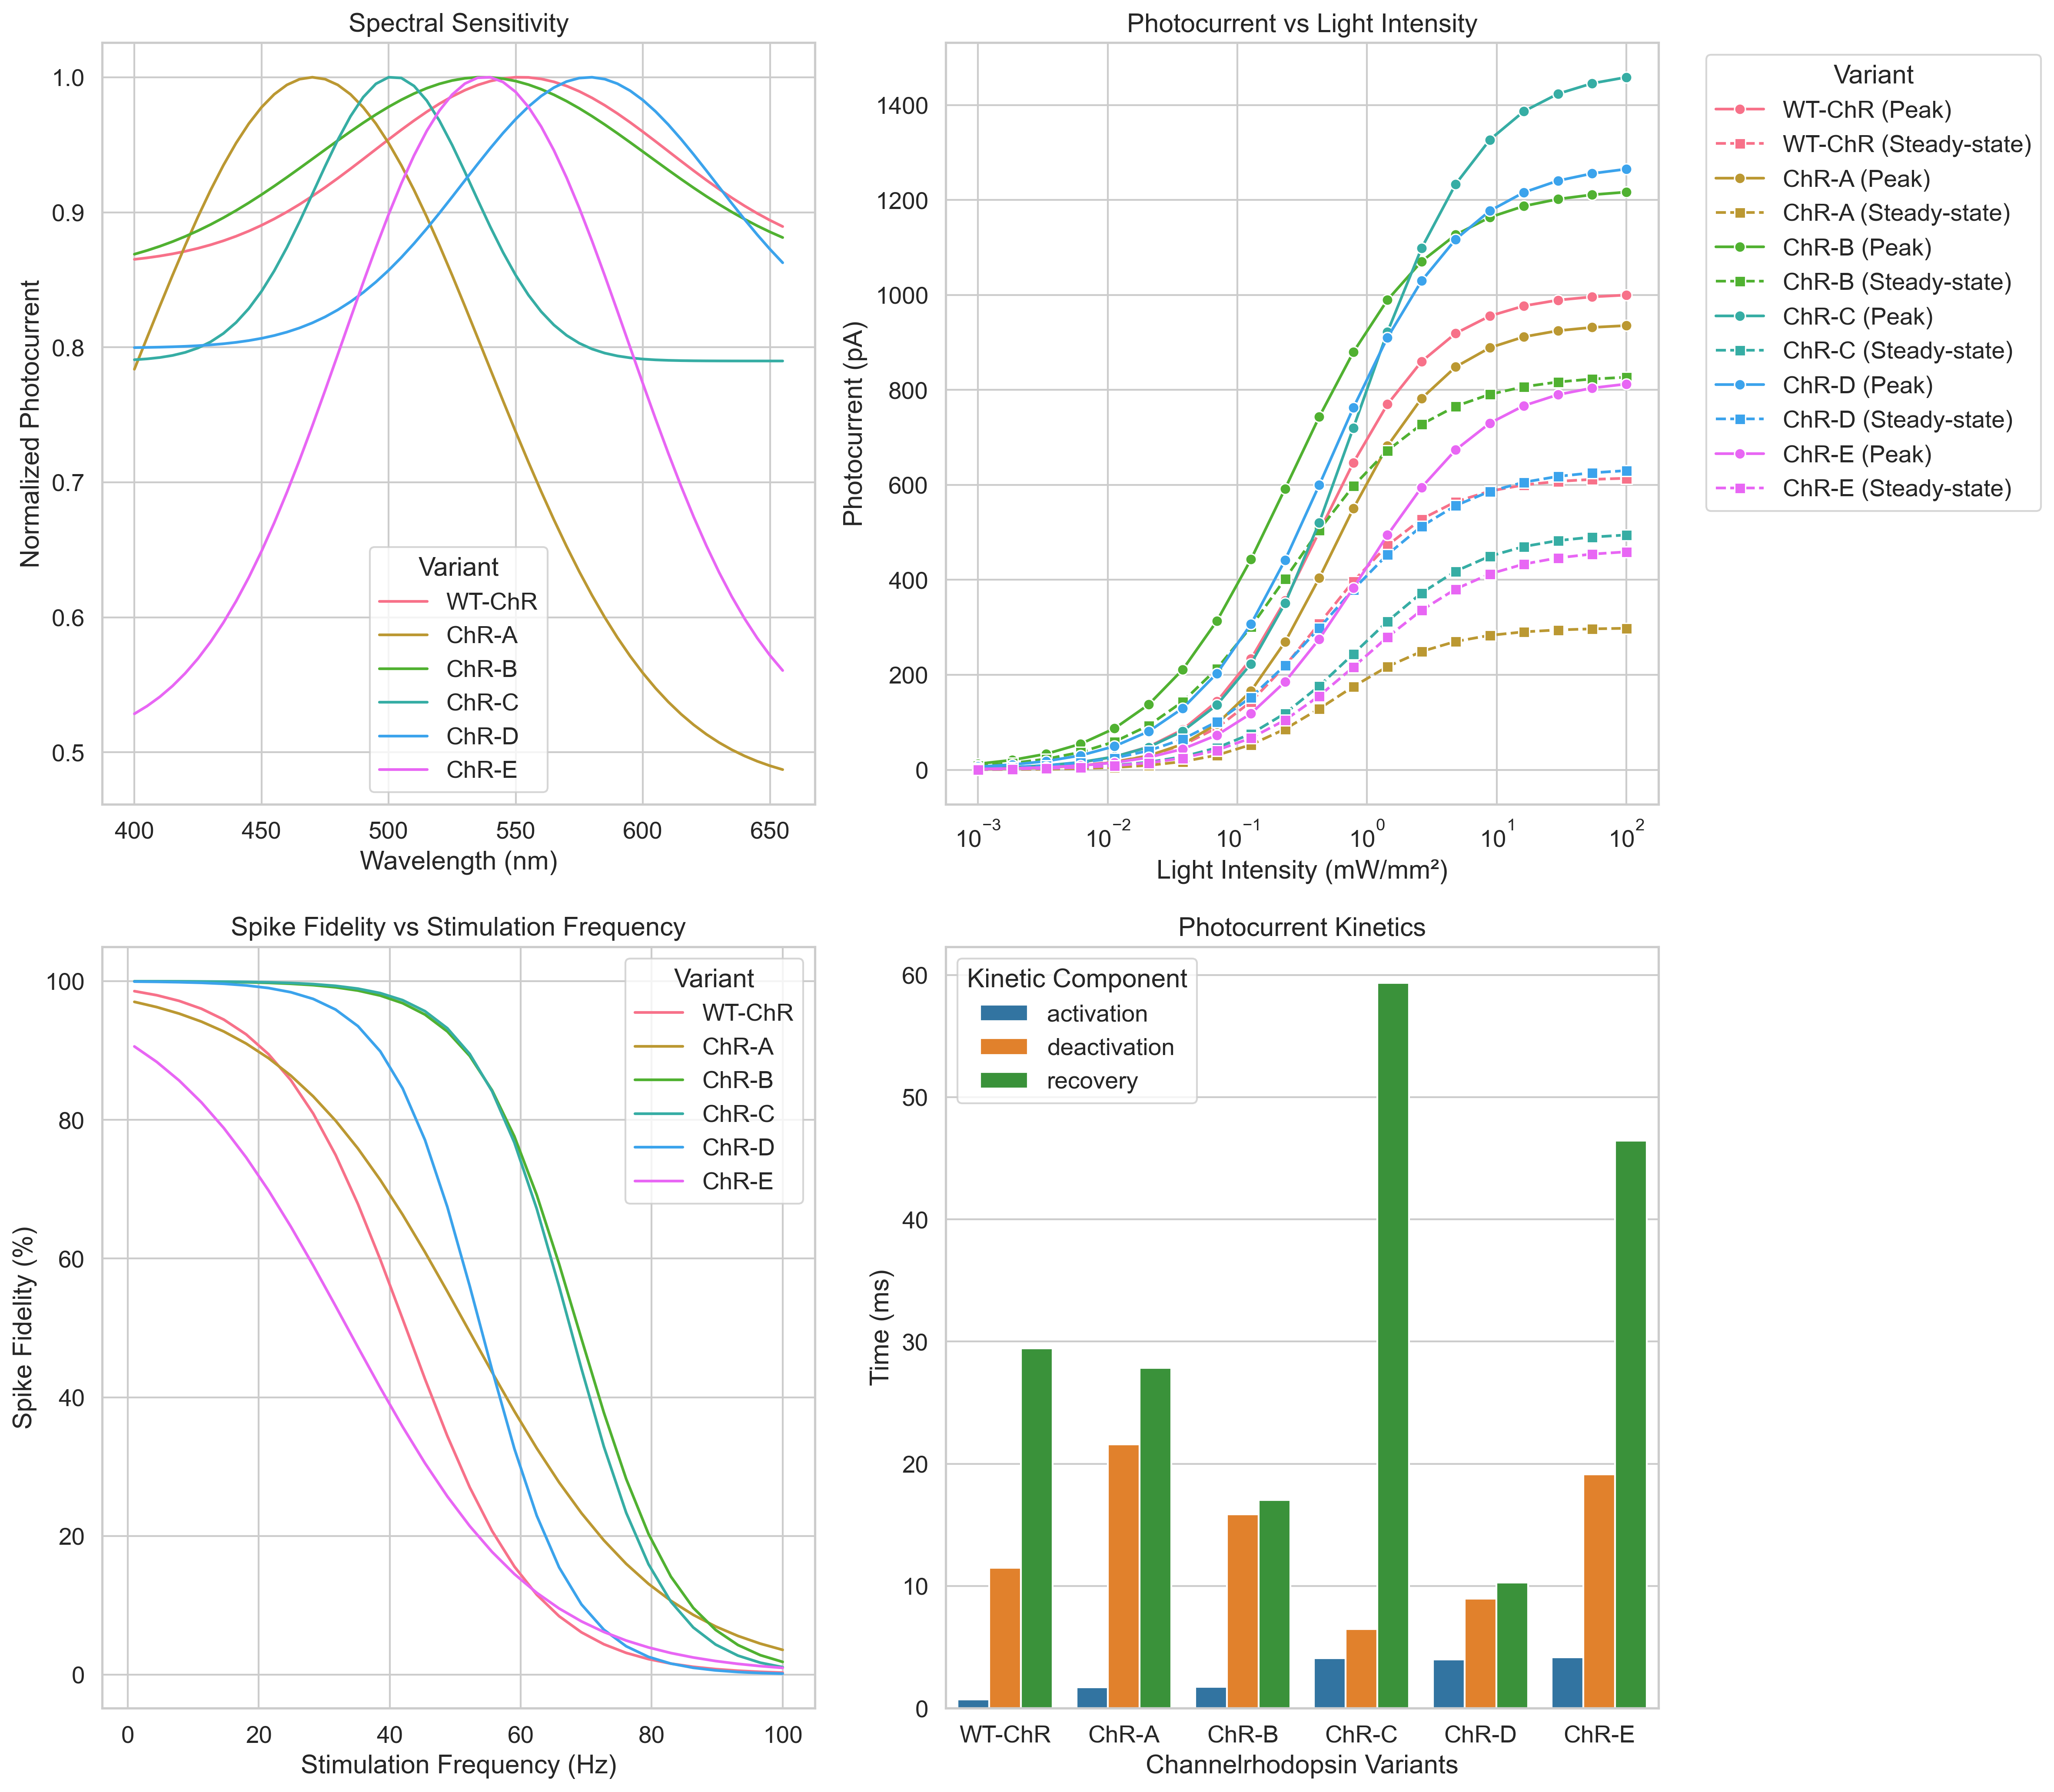 Spectral Sensitivity
1.0
0.9
0.8
0.7
0.6
0.5
Normalized Photocurrent
400
450
500
550
600
650
Wavelength (nm)
Variant
WT-ChR
ChR-A
ChR-B
ChR-C
ChR-D
ChR-E
Photocurrent vs Light Intensity
1400
1200
1000
800
600
400
200
0
Photocurrent (pA)
10⁻³
10⁻²
10⁻¹
10⁰
10¹
10²
Light Intensity (mW/mm²)
Variant
WT-ChR (Peak)
WT-ChR (Steady-state)
ChR-A (Peak)
ChR-A (Steady-state)
ChR-B (Peak)
ChR-B (Steady-state)
ChR-C (Peak)
ChR-C (Steady-state)
ChR-D (Peak)
ChR-D (Steady-state)
ChR-E (Peak)
ChR-E (Steady-state)
Spike Fidelity vs Stimulation Frequency
100
80
60
40
20
0
Spike Fidelity (%)
0
20
40
60
80
100
Stimulation Frequency (Hz)
Variant
WT-ChR
ChR-A
ChR-B
ChR-C
ChR-D
ChR-E
Photocurrent Kinetics
60
50
40
30
20
10
0
Time (ms)
Kinetic Component
activation
deactivation
recovery
WT-ChR
ChR-A
ChR-B
ChR-C
ChR-D
ChR-E
Channelrhodopsin Variants